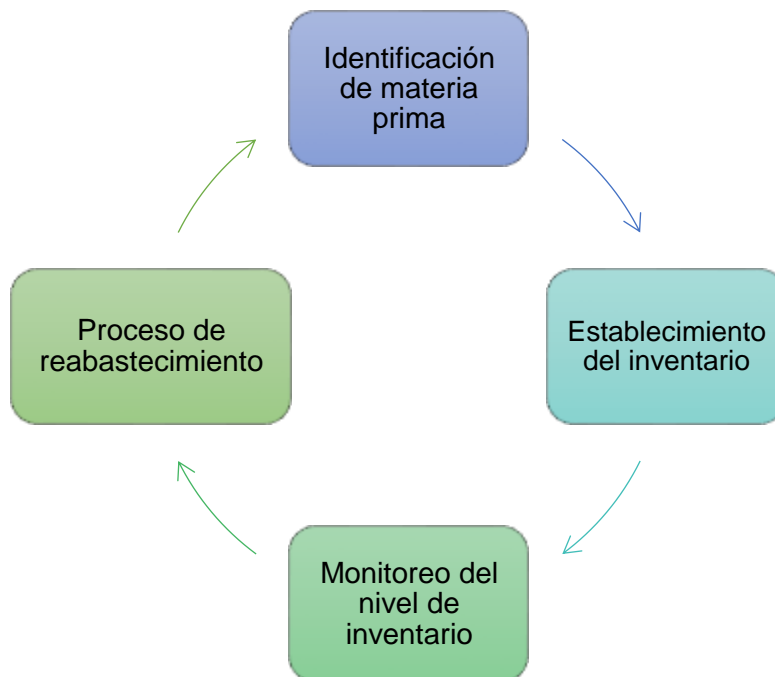 Identificación
de materia
prima
Establecimiento
del inventario
Monitoreo del
nivel de
inventario
Proceso de
reabastecimiento